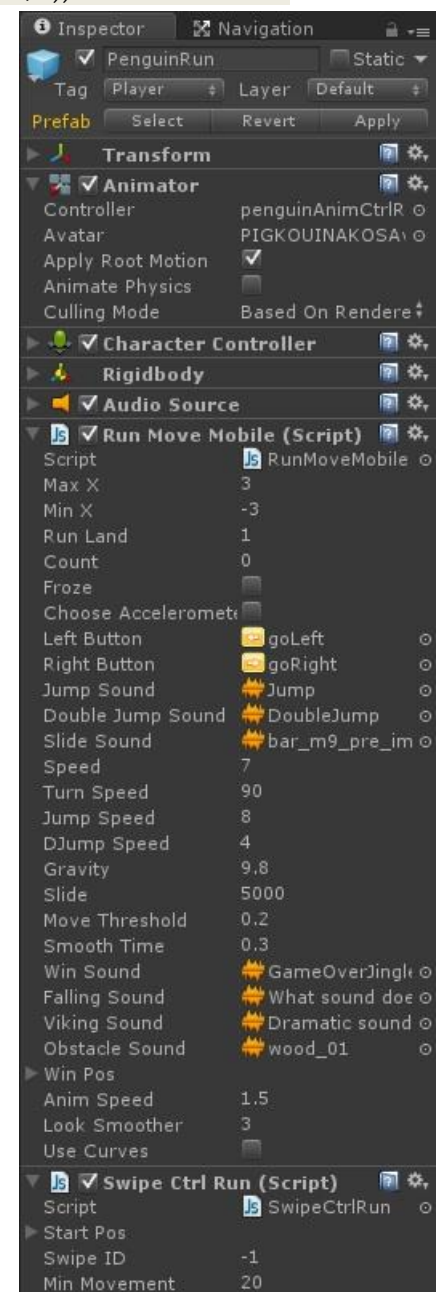 Inspector Navigation
PenguinRun Static
Tag Player Layer Default
Prefab Select Revert Apply
Transform
Animator
Controller penguinAnimCtrlR
Avatar PIGKOUINAKOSA
Apply Root Motion
Animate Physics
Culling Mode Based On Rendere
Character Controller
Rigidbody
Audio Source
Js Run Move Mobile (Script)
Script Js RunMoveMobile
Max X 3
Min X -3
Run Land 1
Count 0
Froze
Choose Acceleromete
Left Button goLeft
Right Button goRight
Jump Sound Jump
Double Jump Sound DoubleJump
Slide Sound bar_m9_pre_im
Speed 7
Turn Speed 90
Jump Speed 8
DJump Speed 4
Gravity 9.8
Slide 5000
Move Threshold 0.2
Smooth Time 0.3
Win Sound GameOverJingle
Falling Sound What sound doe
Viking Sound Dramatic sound
Obstacle Sound wood_01
Win Pos
Anim Speed 1.5
Look Smoother 3
Use Curves
Js Swipe Ctrl Run (Script)
Script Js SwipeCtrlRun
Start Pos
Swipe ID -1
Min Movement 20